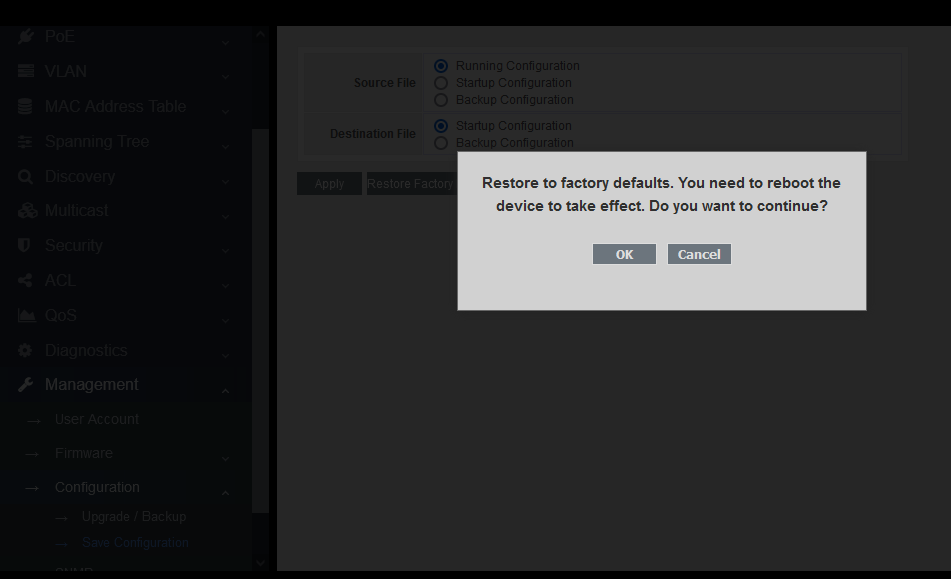 PoE
VLAN
MAC Address Table
Spanning Tree
Discovery
Multicast
Security
ACL
QoS
Diagnostics
Management
User Account
Firmware
Configuration
Upgrade / Backup
Save Configuration
SNMP
Source File
Running Configuration
Startup Configuration
Backup Configuration
Destination File
Startup Configuration
Backup Configuration
Apply
Restore Factory
Restore to factory defaults. You need to reboot the
device to take effect. Do you want to continue?
OK
Cancel